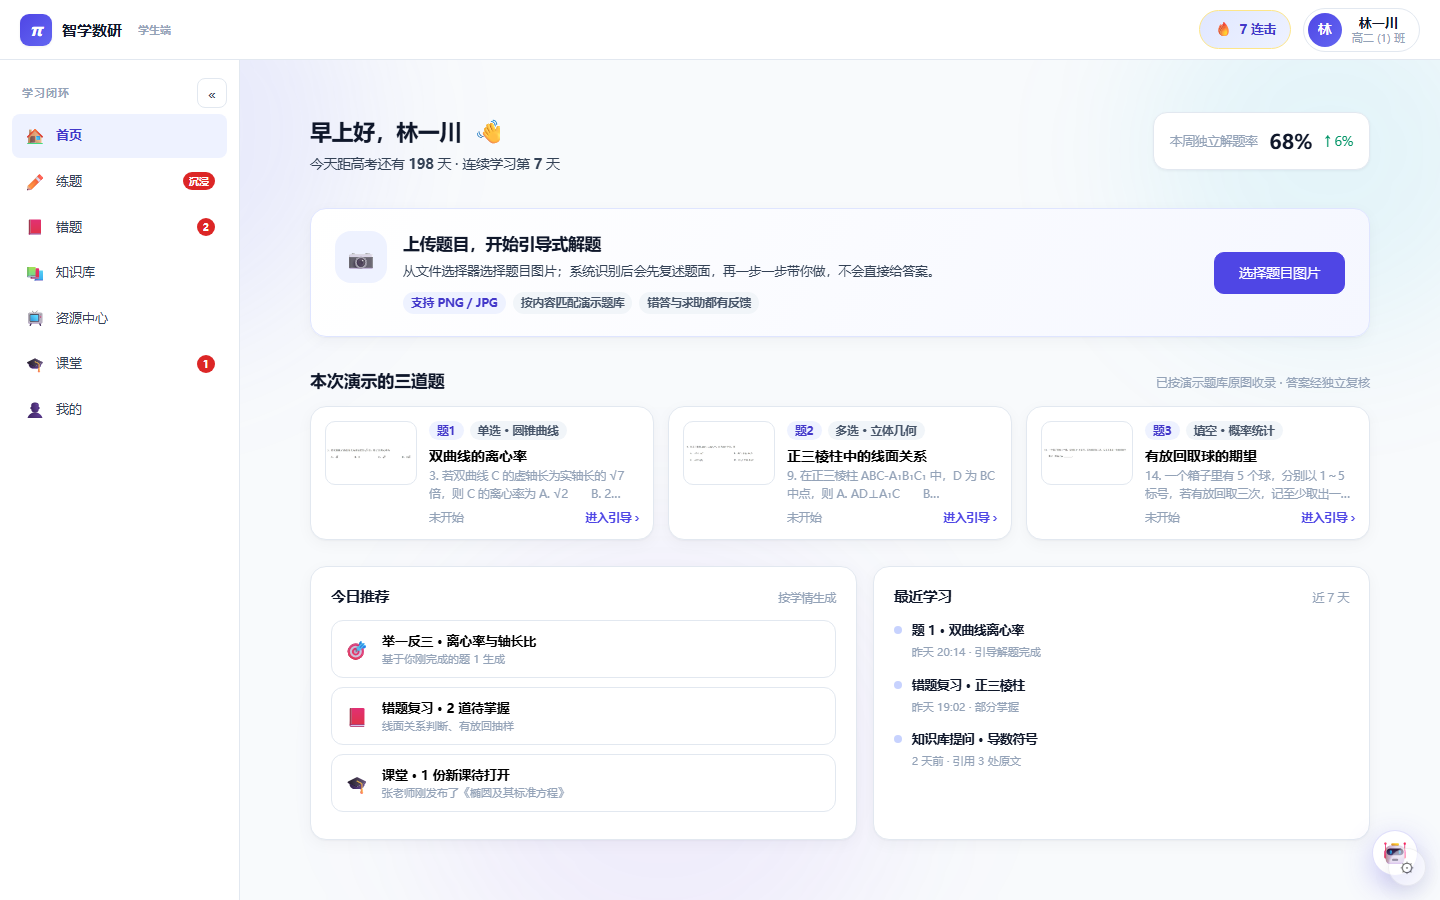 π 智学数研 学生端
7 连击
林 林一川
高二 (1) 班
学习闭环 «
首页
练题 沉浸
错题 2
知识库
资源中心
课堂 1
我的
早上好，林一川
今天距高考还有 198 天 · 连续学习第 7 天
本周独立解题率 68% ↑ 6%
上传题目，开始引导式解题
从文件选择器选择题目图片；系统识别后会先复述题面，再一步一步带你做，不会直接给答案。
支持 PNG / JPG 按内容匹配演示题库 错答与求助都有反馈
选择题目图片
本次演示的三道题
已按演示题库原图收录 · 答案经独立复核
题1 单选 • 圆锥曲线
双曲线的离心率
3. 若双曲线 C 的虚轴长为实轴长的 √7
倍，则 C 的离心率为 A. √2 B. 2...
未开始 进入引导 ›
题2 多选 • 立体几何
正三棱柱中的线面关系
9. 在正三棱柱 ABC-A₁B₁C₁ 中，D 为 BC
中点，则 A. AD⊥A₁C B...
未开始 进入引导 ›
题3 填空 • 概率统计
有放回取球的期望
14. 一个箱子里有 5 个球，分别以 1～5
标号，若有放回取三次，记至少取出一...
未开始 进入引导 ›
今日推荐 按学情生成
举一反三 • 离心率与轴长比
基于你刚完成的题 1 生成
错题复习 • 2 道待掌握
线面关系判断、有放回抽样
课堂 • 1 份新课待打开
张老师刚发布了《椭圆及其标准方程》
最近学习 近 7 天
题 1 • 双曲线离心率
昨天 20:14 · 引导解题完成
错题复习 • 正三棱柱
昨天 19:02 · 部分掌握
知识库提问 • 导数符号
2 天前 · 引用 3 处原文